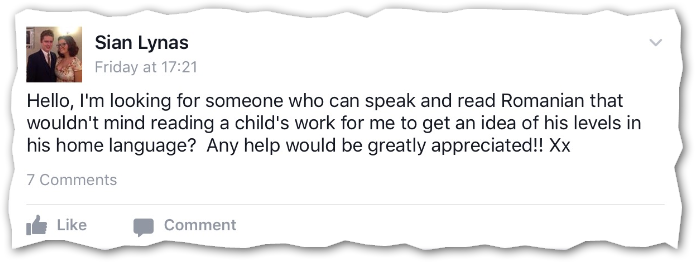 Sian Lynas
Friday at 17:21
Hello, I'm looking for someone who can speak and read Romanian that
wouldn't mind reading a child's work for me to get an idea of his levels in
his home language?  Any help would be greatly appreciated!! Xx
7 Comments
Like Comment